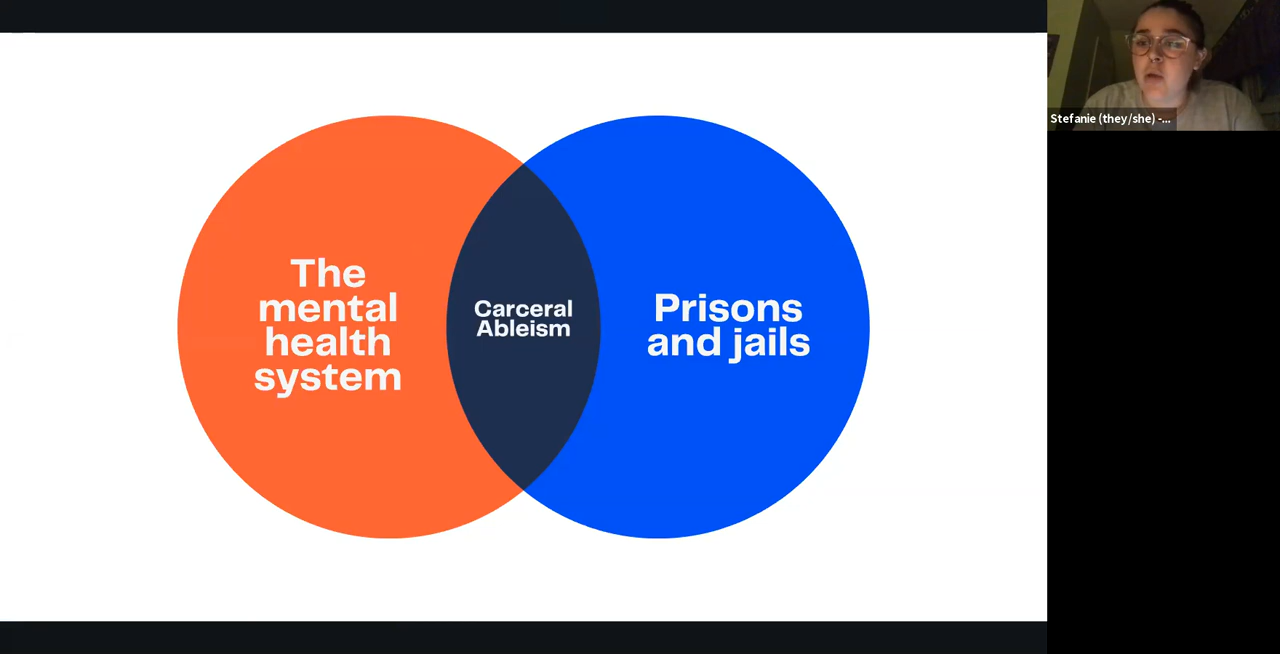 The
mental
health
system
Carceral
Ableism
Prisons
and jails
Stefanie (they/she) -...